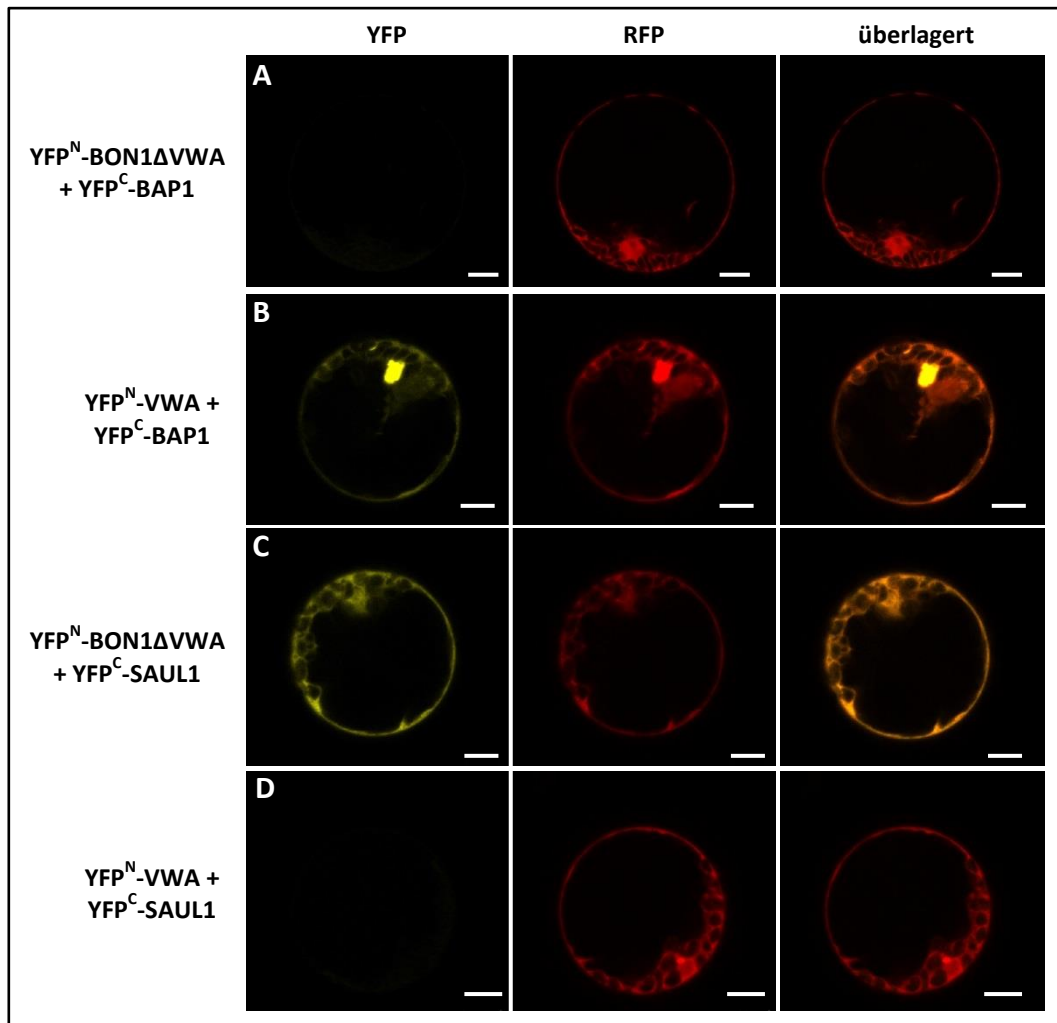 YFP RFP überlagert
A
YFPᴺ-BON1ΔVWA
+ YFPᶜ-BAP1
B
YFPᴺ-VWA +
YFPᶜ-BAP1
C
YFPᴺ-BON1ΔVWA
+ YFPᶜ-SAUL1
D
YFPᴺ-VWA +
YFPᶜ-SAUL1